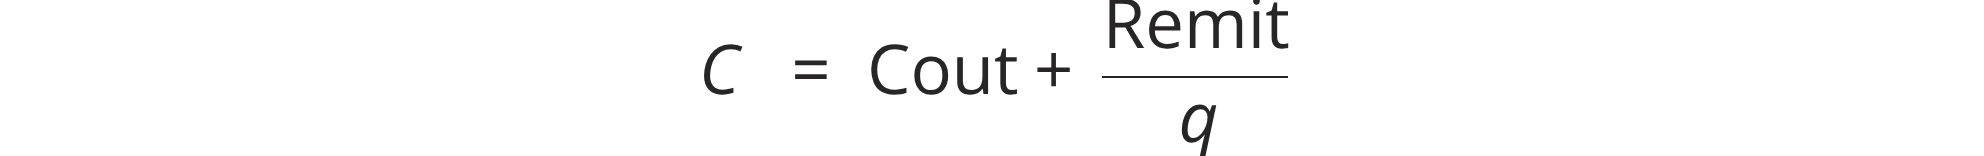 C = Cout + Remit / q